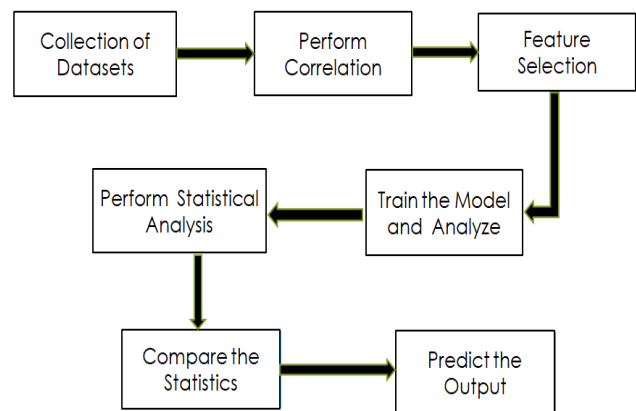 Collection of
Datasets
Perform
Correlation
Feature
Selection
Train the Model
and Analyze
Perform Statistical
Analysis
Compare the
Statistics
Predict the
Output